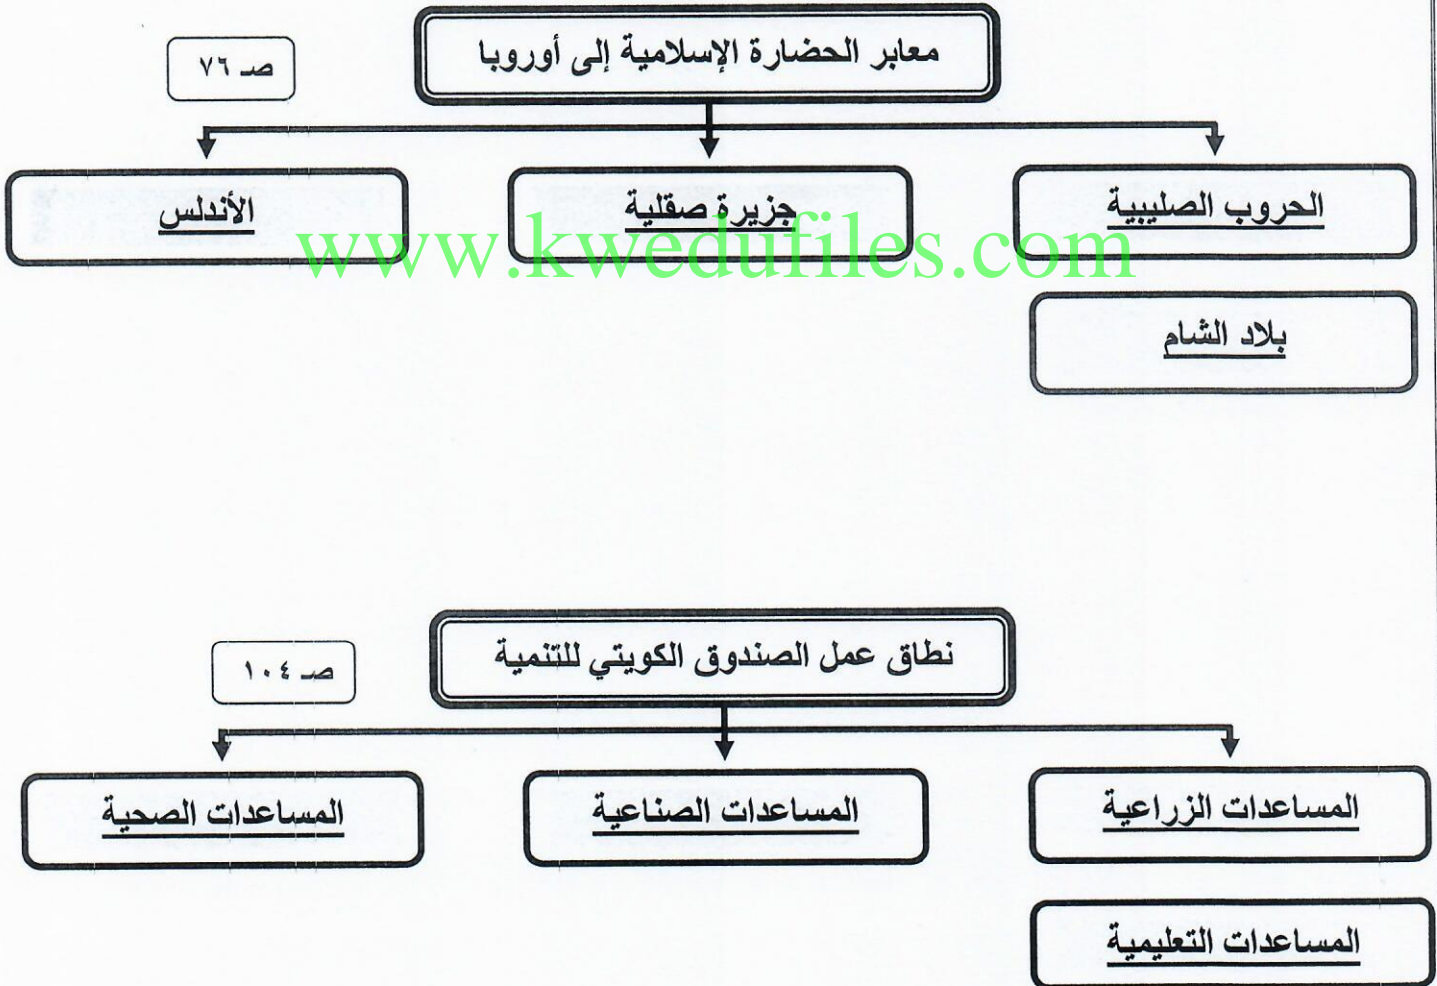 معابر الحضارة الإسلامية إلى أوروبا
صـ ٧٦
الحروب الصليبية
جزيرة صقلية
الأندلس
www.kwedufiles.com
بلاد الشام
نطاق عمل الصندوق الكويتي للتنمية
صـ ١٠٤
المساعدات الزراعية
المساعدات الصناعية
المساعدات الصحية
المساعدات التعليمية